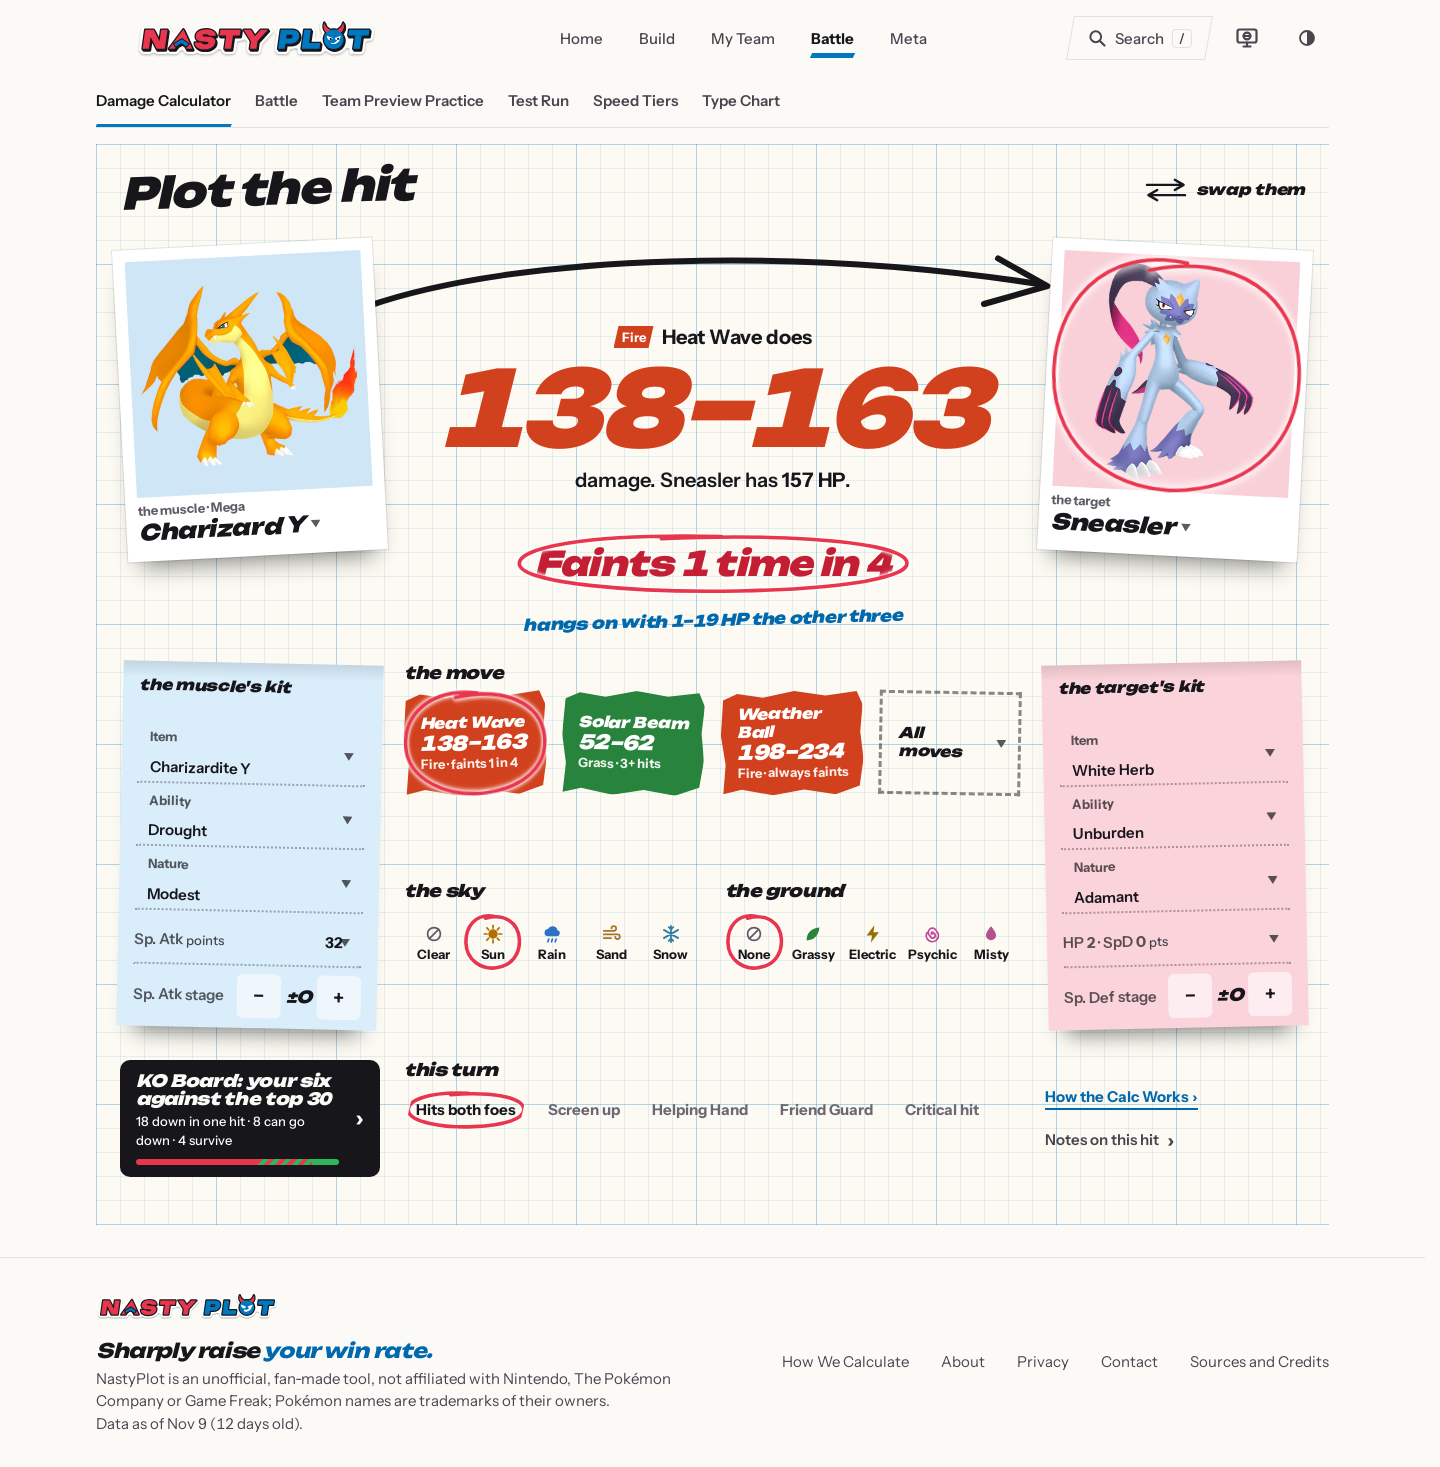 NASTY PLOT
Home Build My Team Battle Meta
Search /
Damage Calculator Battle Team Preview Practice Test Run Speed Tiers Type Chart
Plot the hit
swap them
Fire Heat Wave does
138–163
damage. Sneasler has 157 HP.
Faints 1 time in 4
hangs on with 1–19 HP the other three
the muscle · Mega
Charizard Y
the target
Sneasler
the muscle's kit
Item
Charizardite Y
Ability
Drought
Nature
Modest
Sp. Atk points 32
Sp. Atk stage − ±0 +
the move
Heat Wave
138–163
Fire · faints 1 in 4
Solar Beam
52–62
Grass · 3+ hits
Weather
Ball
198–234
Fire · always faints
All
moves
the sky
Clear Sun Rain Sand Snow
the ground
None Grassy Electric Psychic Misty
the target's kit
Item
White Herb
Ability
Unburden
Nature
Adamant
HP 2 · SpD 0 pts
Sp. Def stage − ±0 +
KO Board: your six
against the top 30
18 down in one hit · 8 can go
down · 4 survive
›
this turn
Hits both foes Screen up Helping Hand Friend Guard Critical hit
How the Calc Works ›
Notes on this hit ›
NASTY PLOT
Sharply raise your win rate.
NastyPlot is an unofficial, fan-made tool, not affiliated with Nintendo, The Pokémon
Company or Game Freak; Pokémon names are trademarks of their owners.
Data as of Nov 9 (12 days old).
How We Calculate About Privacy Contact Sources and Credits